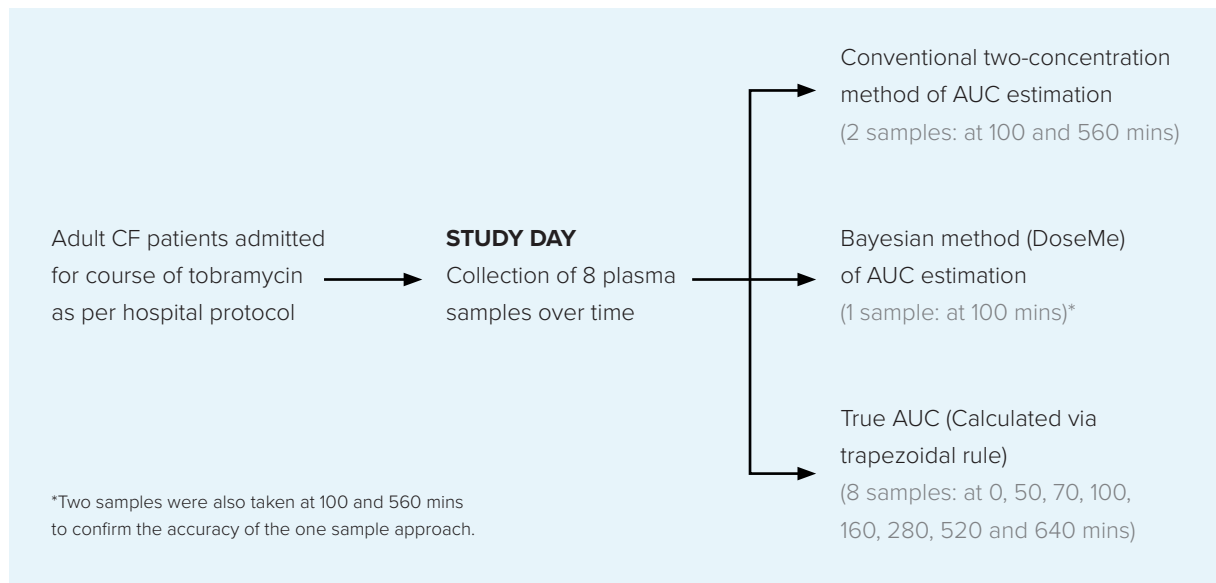 Adult CF patients admitted
for course of tobramycin
as per hospital protocol
STUDY DAY
Collection of 8 plasma
samples over time
Conventional two-concentration
method of AUC estimation
(2 samples: at 100 and 560 mins)
Bayesian method (DoseMe)
of AUC estimation
(1 sample: at 100 mins)*
True AUC (Calculated via
trapezoidal rule)
(8 samples: at 0, 50, 70, 100,
160, 280, 520 and 640 mins)
*Two samples were also taken at 100 and 560 mins
to confirm the accuracy of the one sample approach.